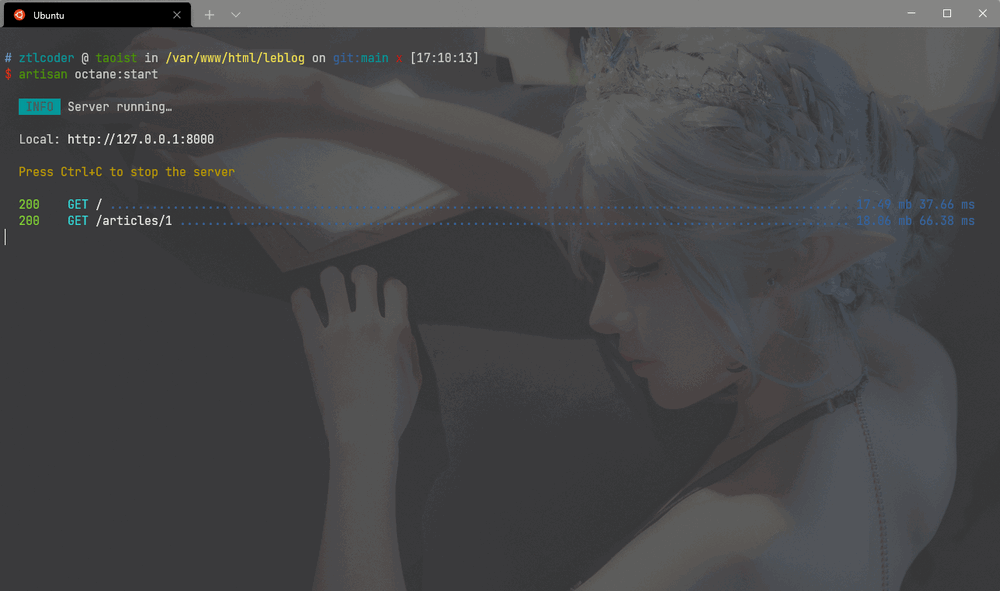 Ubuntu
# ztlcoder @ taoist in /var/www/html/leblog on git:main x [17:10:13]
$ artisan octane:start
INFO Server running…
Local: http://127.0.0.1:8000
Press Ctrl+C to stop the server
200 GET / ........................................................................................................... 17.49 mb 37.66 ms
200 GET /articles/1 ................................................................................................. 18.06 mb 66.38 ms